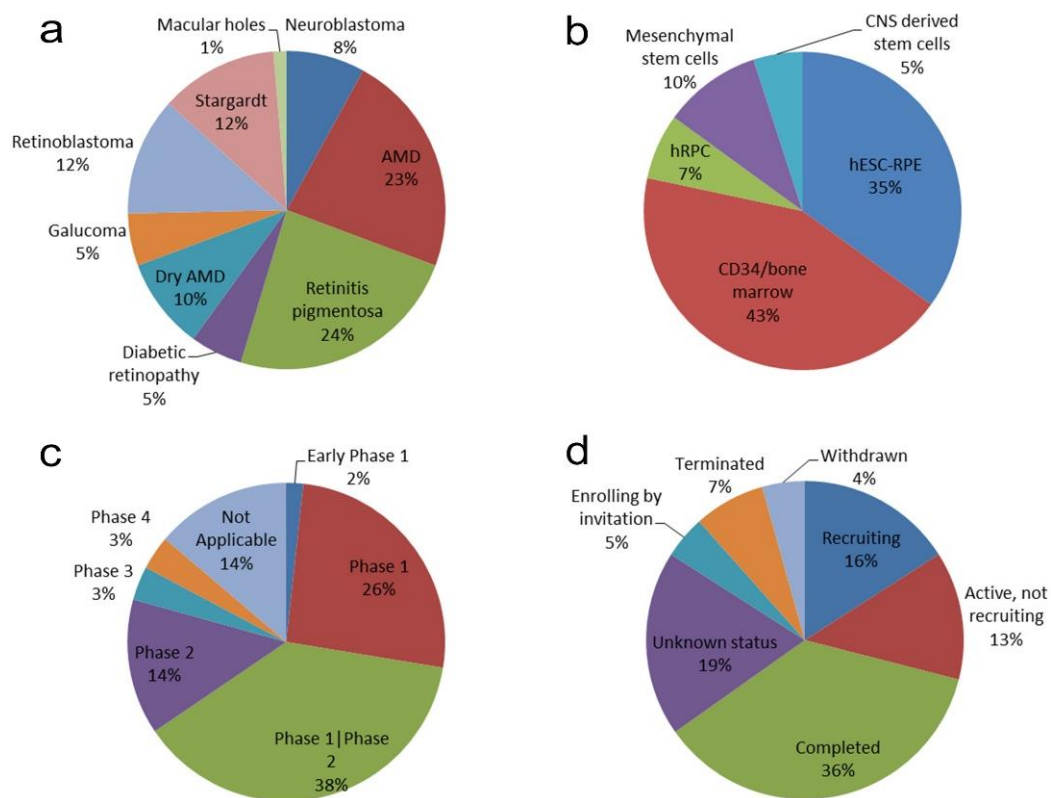 a
Macular holes
1%
Neuroblastoma
8%
Stargardt
12%
AMD
23%
Retinoblastoma
12%
Galucoma
5%
Dry AMD
10%
Retinitis
pigmentosa
24%
Diabetic
retinopathy
5%
b
CNS derived
stem cells
5%
Mesenchymal
stem cells
10%
hRPC
7%
hESC-RPE
35%
CD34/bone
marrow
43%
c
Early Phase 1
2%
Phase 4
3%
Not
Applicable
14%
Phase 3
3%
Phase 1
26%
Phase 2
14%
Phase 1|Phase
2
38%
d
Terminated
7%
Withdrawn
4%
Enrolling by
invitation
5%
Recruiting
16%
Active, not
recruiting
13%
Unknown status
19%
Completed
36%